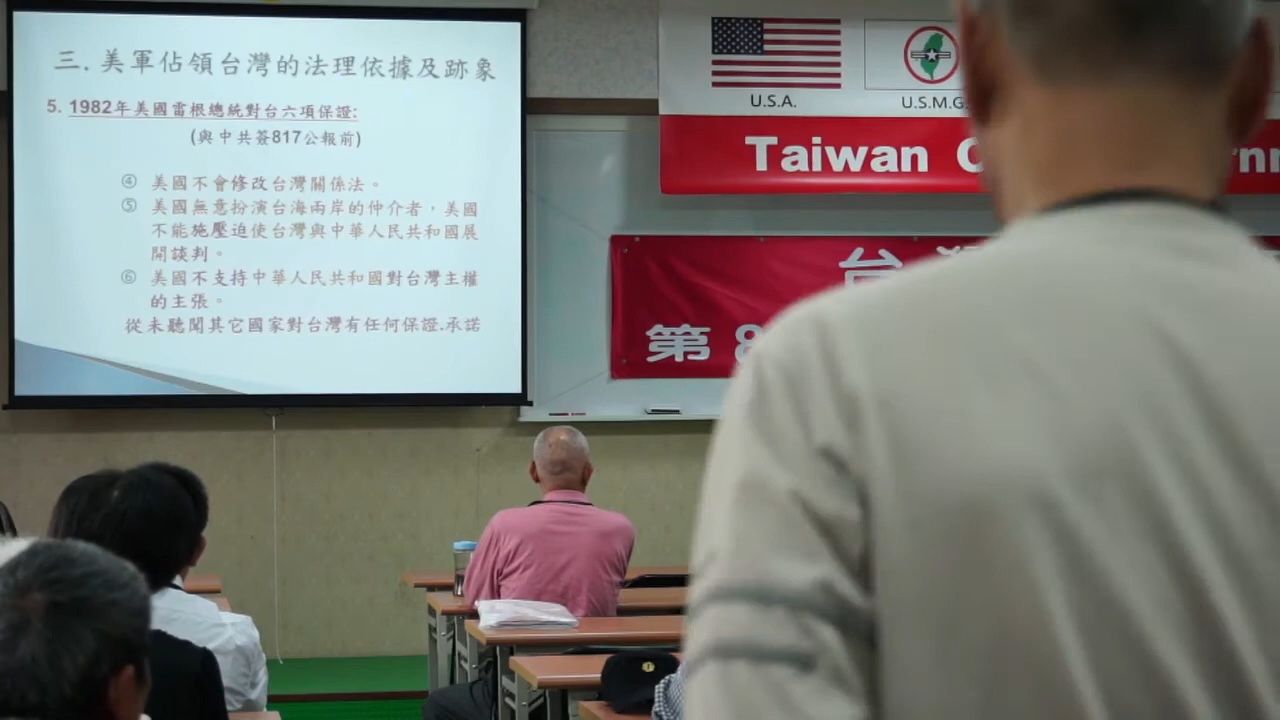 三. 美軍佔領台灣的法理依據及跡象
5. 1982年美國雷根總統對台六項保證:
(與中共簽817公報前)
④ 美國不會修改台灣關係法。
⑤ 美國無意扮演台海兩岸的仲介者，美國
不能施壓迫使台灣與中華人民共和國展
開談判。
⑥ 美國不支持中華人民共和國對台灣主權
的主張。
從未聽聞其它國家對台灣有任何保證.承諾
U.S.A.
U.S.M.G.
Taiwan
台
第 8